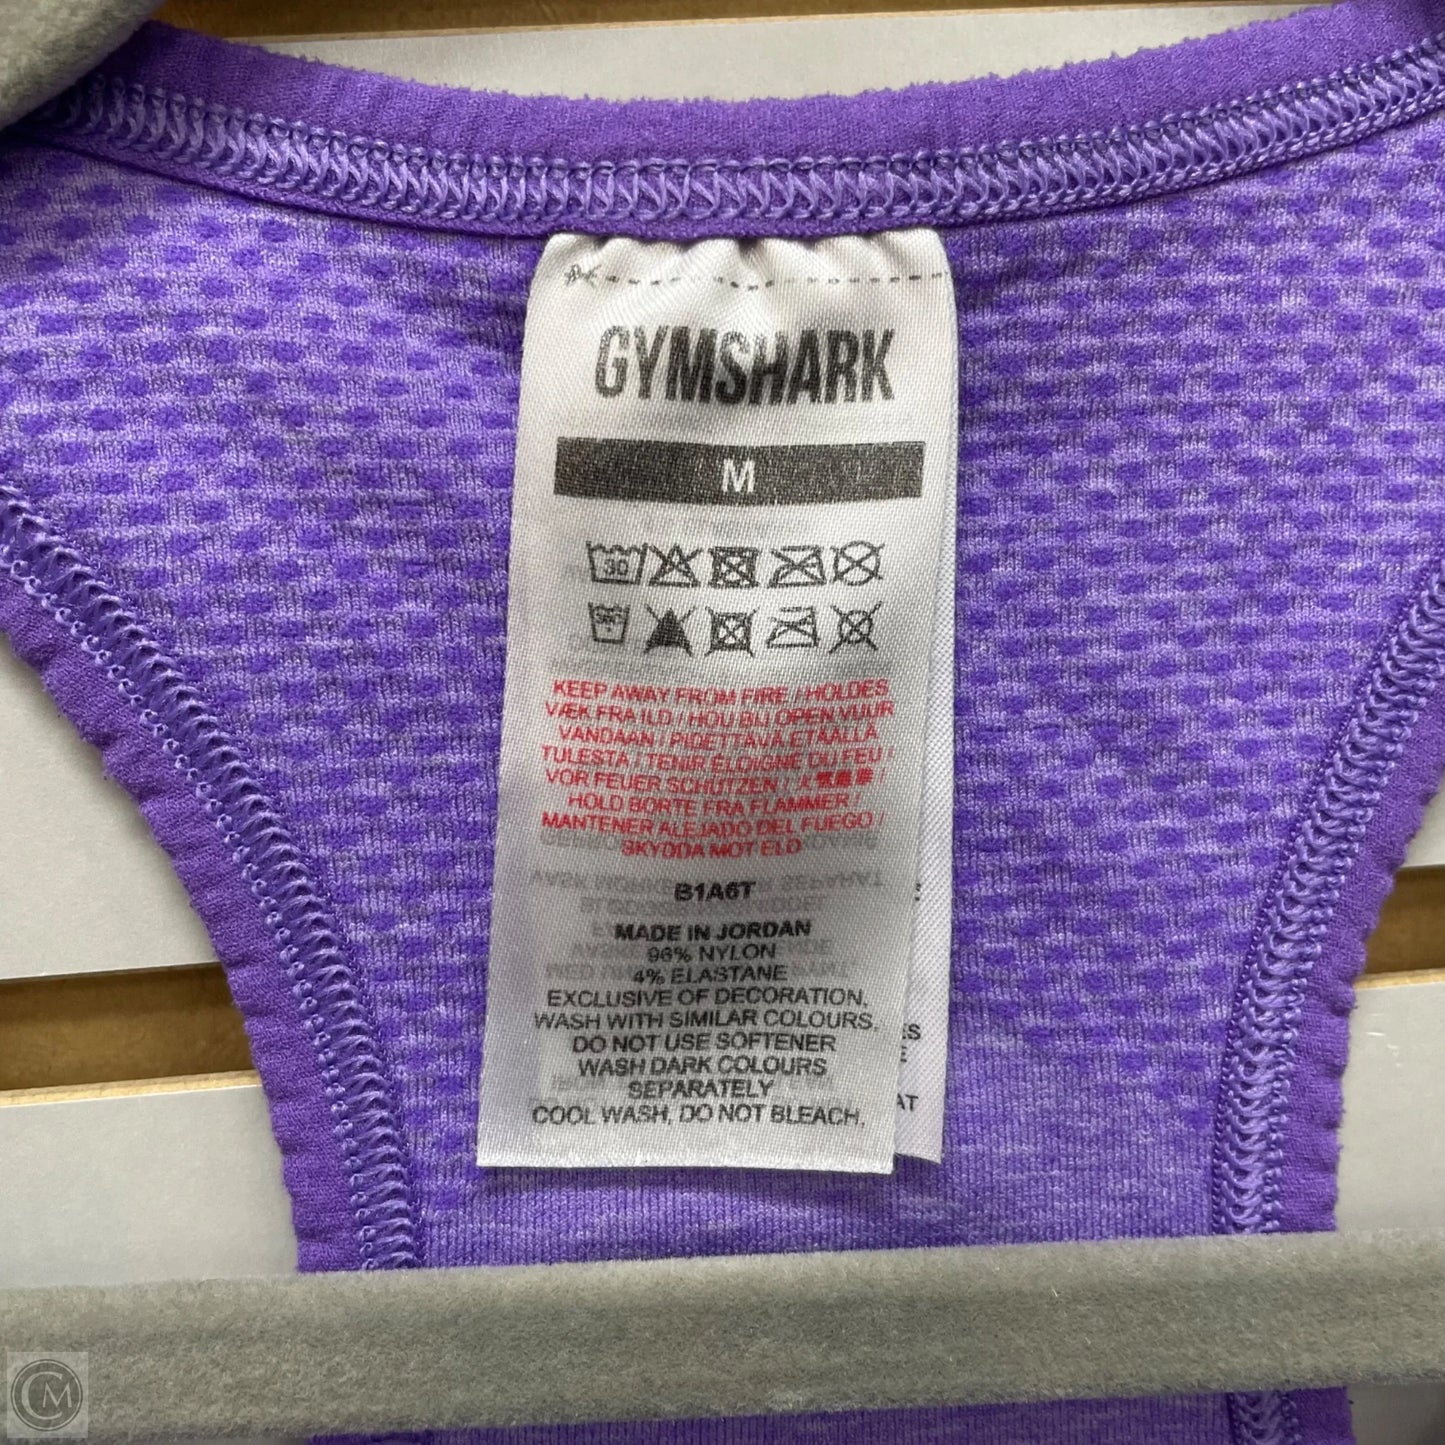 GYMSHARK
M
30
KEEP AWAY FROM FIRE / HOLDES
VÆK FRA ILD / HOU BIJ OPEN VUUR
VANDAAN / PIDETTÄVÄ ETÄÄLLÄ
TULESTA / TENIR ÉLOIGNÉ DU FEU /
VOR FEUER SCHÜTZEN /
HOLD BORTE FRA FLAMMER /
MANTENER ALEJADO DEL FUEGO /
SKYDDA MOT ELD
B1A6T
MADE IN JORDAN
96% NYLON
4% ELASTANE
EXCLUSIVE OF DECORATION.
WASH WITH SIMILAR COLOURS.
DO NOT USE SOFTENER
WASH DARK COLOURS
SEPARATELY
COOL WASH, DO NOT BLEACH.
ES
E
AT
CM